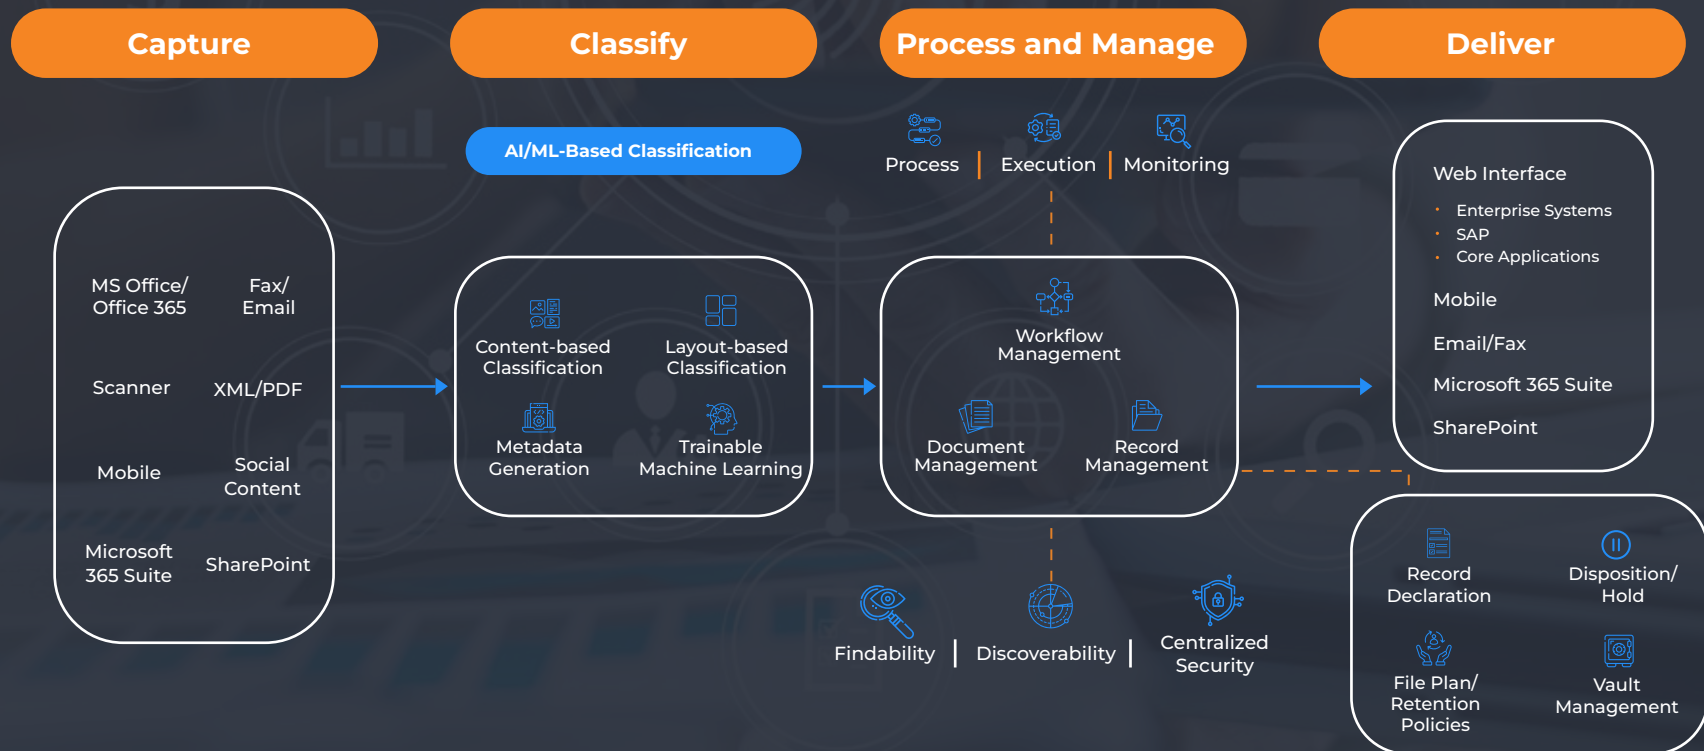 Capture
Classify
Process and Manage
Deliver
MS Office/
Office 365
Fax/
Email
Scanner
XML/PDF
Mobile
Social
Content
Microsoft
365 Suite
SharePoint
AI/ML-Based Classification
Content-based
Classification
Layout-based
Classification
Metadata
Generation
Trainable
Machine Learning
Process
Execution
Monitoring
Workflow
Management
Document
Management
Record
Management
Findability
Discoverability
Centralized
Security
Web Interface
Enterprise Systems
SAP
Core Applications
Mobile
Email/Fax
Microsoft 365 Suite
SharePoint
Record
Declaration
Disposition/
Hold
File Plan/
Retention
Policies
Vault
Management